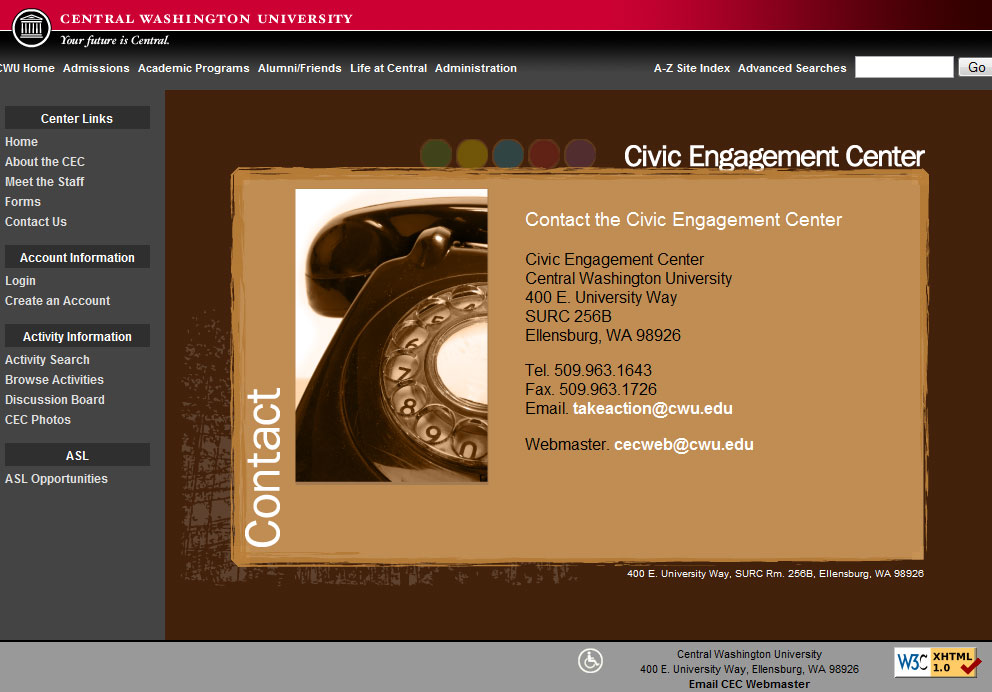 CENTRAL WASHINGTON UNIVERSITY
Your future is Central.
CWU Home Admissions Academic Programs Alumni/Friends Life at Central Administration A-Z Site Index Advanced Searches Go
Center Links
Home
About the CEC
Meet the Staff
Forms
Contact Us
Account Information
Login
Create an Account
Activity Information
Activity Search
Browse Activities
Discussion Board
CEC Photos
ASL
ASL Opportunities
Civic Engagement Center
Contact
7
8
9
0
Contact the Civic Engagement Center
Civic Engagement Center
Central Washington University
400 E. University Way
SURC 256B
Ellensburg, WA 98926
Tel. 509.963.1643
Fax. 509.963.1726
Email. takeaction@cwu.edu
Webmaster. cecweb@cwu.edu
400 E. University Way, SURC Rm. 256B, Ellensburg, WA 98926
Central Washington University
400 E. University Way, Ellensburg, WA 98926
Email CEC Webmaster
W3C XHTML 1.0